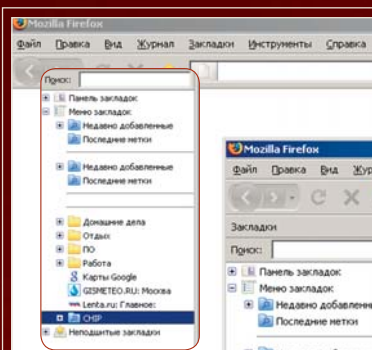 Mozilla Firefox
Файл Правка Вид Журнал Закладки Инструменты Справка
Поиск:
Панель закладок
Меню закладок
Недавно добавленные
Последние метки
Недавно добавленные
Последние метки
Домашние дела
Отдых
ПО
Работа
Карты Google
GISMETEO.RU: Москва
Lenta.ru: Главное:
CHIP
Неподшитые закладки
Mozilla Firefox
Файл Правка Вид Жур
Закладки
Поиск:
Панель закладок
Меню закладок
Недавно добавленн
Последние метки